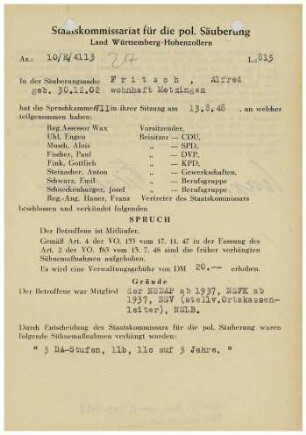 Staatskommissariat für die pol. Säuberung
Land Württemberg-Hohenzollern
Az.: 10/R/4113 L.: 815
In der Säuberungssache Fritsch, Alfred
geb. 30.12.02 wohnhaft Metzingen
hat die Spruchkammer VII in ihrer Sitzung am 13.8.48, an welcher
teilgenommen haben:
Reg.Assessor Wax Vorsitzender,
Uhl, Eugen Beisitzer — CDU,
Musch, Alois „ — SPD,
Fischer, Paul „ — DVP,
Fink, Gottlieb „ — KPD,
Steinacher, Anton „ — Gewerkschaften,
Schwarz, Emil „ — Berufsgruppe
Schneckenburger, Josef „ — Berufsgruppe
Reg.-Ang. Bauer, Franz Vertreter des Staatskommissars
beschlossen und verkündet folgenden
SPRUCH
Der Betroffene ist Mitläufer.
Gemäß Art. 4 der VO. 133 vom 17. 11. 47 in der Fassung des
Art. 2 der VO. 165 vom 13. 7. 48 sind die früher verhängten
Sühnemaßnahmen aufgehoben.
Es wird eine Verwaltungsgebühr von DM 20.-- erhoben.
Gründe
Der Betroffene war Mitglied der NSDAP ab 1937, NSFK ab
1937, NSV (stellv.Ortskassen-
leiter), NSLB.
Durch Entscheidung des Staatskommissars für die pol. Säuberung waren
folgende Sühnemaßnahmen verhängt worden:
" 3 DA-Stufen, 11b, 11c auf 3 Jahre. "